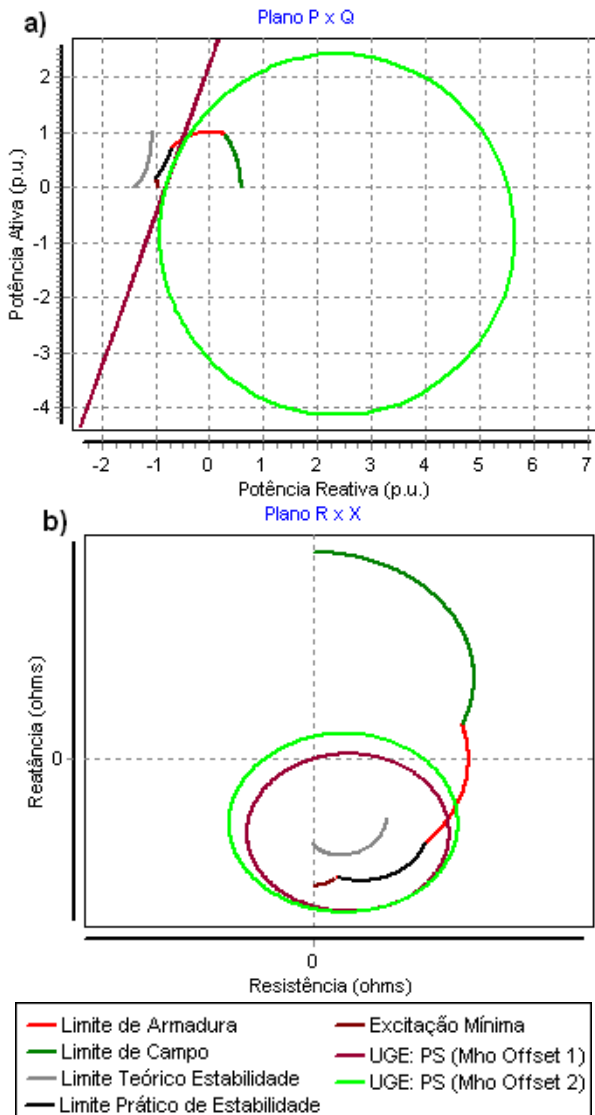 Plano P x Q
a)
Potência Ativa (p.u.)
2
1
0
-1
-2
-3
-4
-2 -1 0 1 2 3 4 5 6 7
Potência Reativa (p.u.)
Plano R x X
b)
Reatência (ohms)
0
0
Resistência (ohms)
Limite de Armadura
Limite de Campo
Limite Teórico Estabilidade
Limite Prático de Estabilidade
Excitação Mínima
UGE: PS (Mho Offset 1)
UGE: PS (Mho Offset 2)